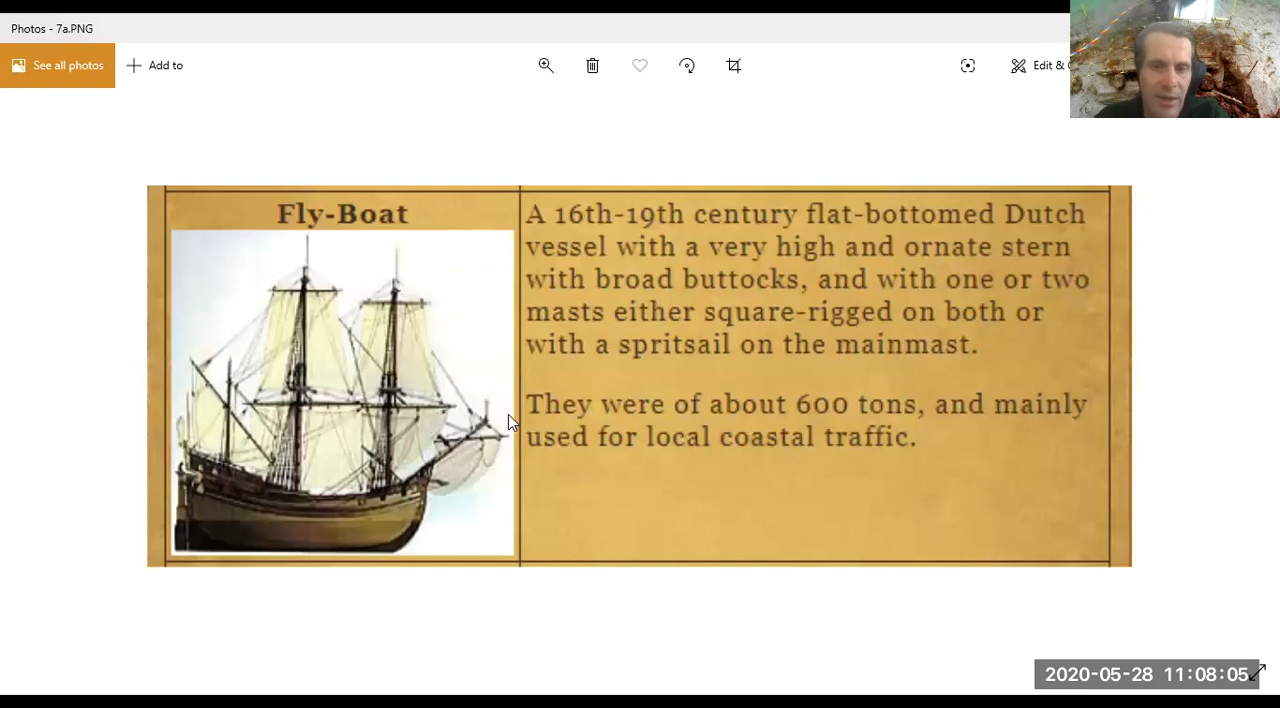 Photos - 7a.PNG
See all photos
Add to
Edit &
Fly-Boat
A 16th-19th century flat-bottomed Dutch
vessel with a very high and ornate stern
with broad buttocks, and with one or two
masts either square-rigged on both or
with a spritsail on the mainmast.
They were of about 600 tons, and mainly
used for local coastal traffic.
2020-05-28 11:08:05